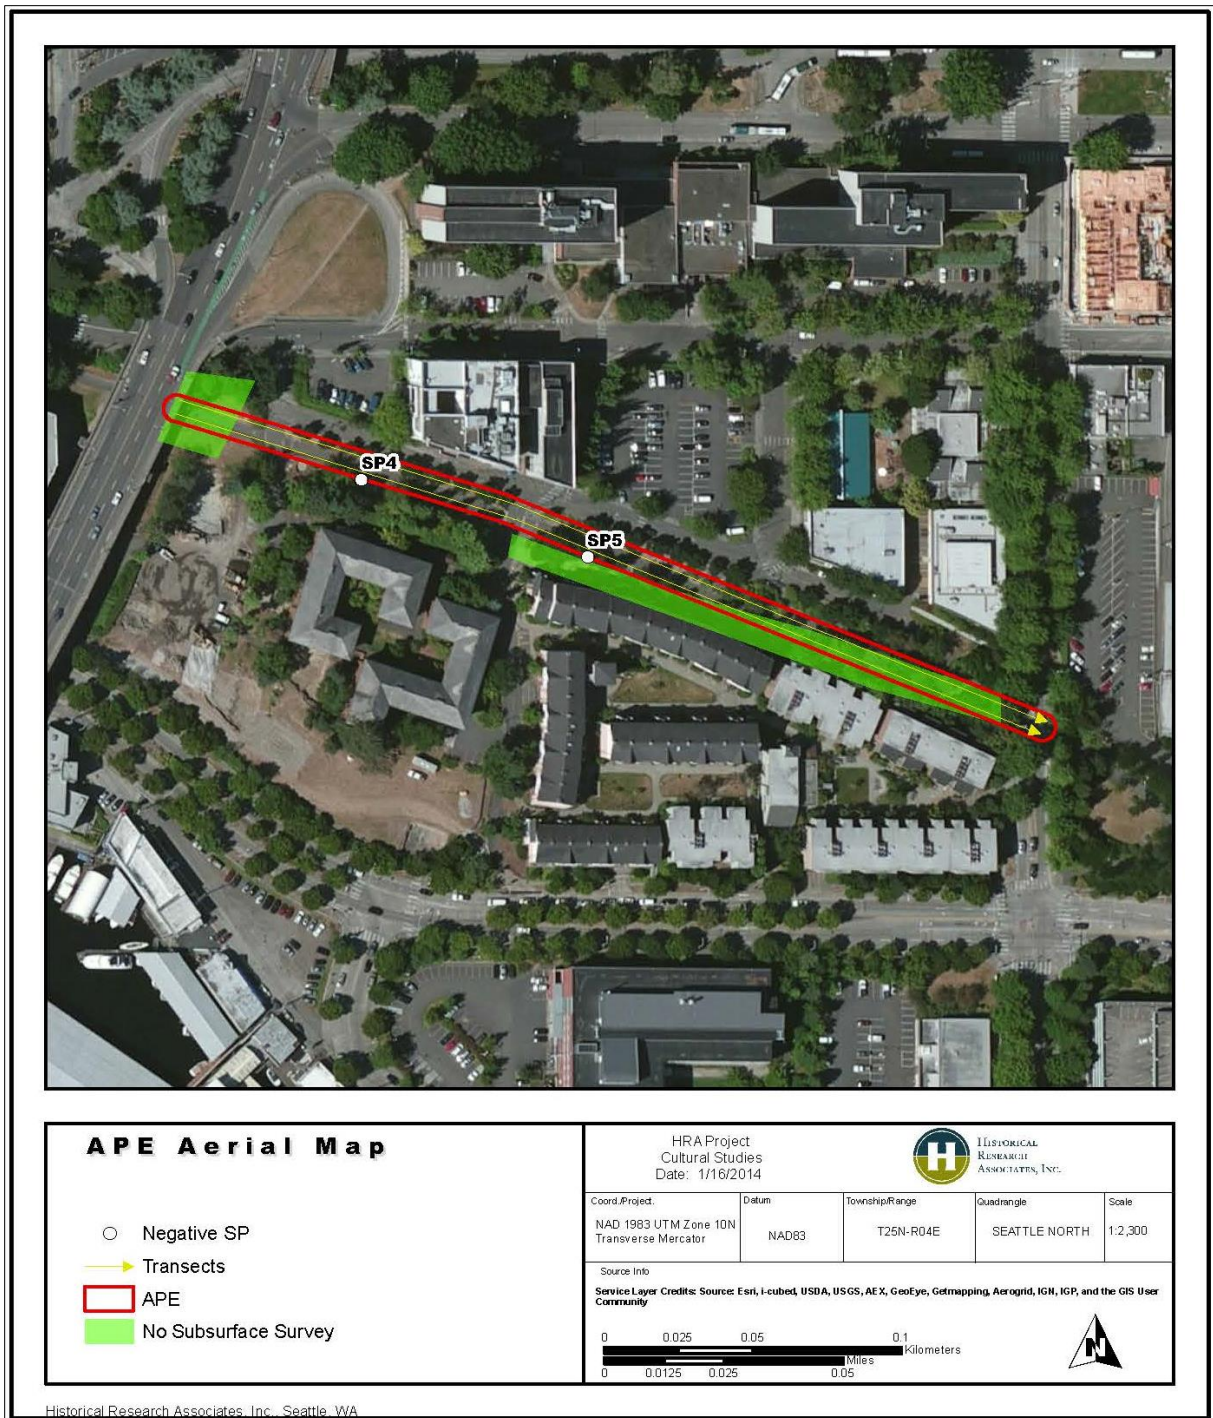 SP4
SP5
APE Aerial Map
Negative SP
Transects
APE
No Subsurface Survey
HRA Project
Cultural Studies
Date: 1/16/2014
H
HISTORICAL
RESEARCH
ASSOCIATES, INC.
Coord./Project.
NAD 1983 UTM Zone 10N
Transverse Mercator
Datum
NAD83
Township/Range
T25N-R04E
Quadrangle
SEATTLE NORTH
Scale
1:2,300
Source Info
Service Layer Credits: Source: Esri, i-cubed, USDA, USGS, AEX, GeoEye, Getmapping, Aerogrid, IGN, IGP, and the GIS User
Community
0 0.025 0.05 0.1
Kilometers
Miles
0 0.0125 0.025 0.05
N
Historical Research Associates, Inc., Seattle, WA